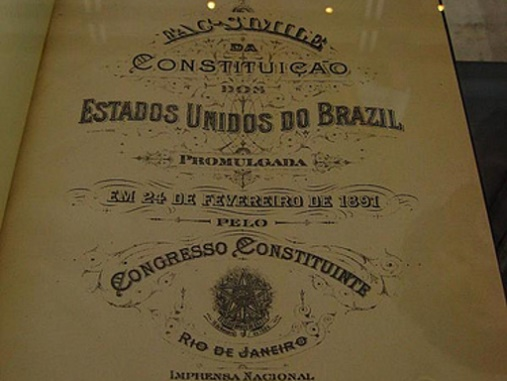 FAC-SIMILE
DA
CONSTITUIÇÃO
DOS
ESTADOS UNIDOS DO BRAZIL,
PROMULGADA
EM 24 DE FEVEREIRO DE 1891
PELO
CONGRESSO CONSTITUINTE
RIO DE JANEIRO
IMPRENSA NACIONAL